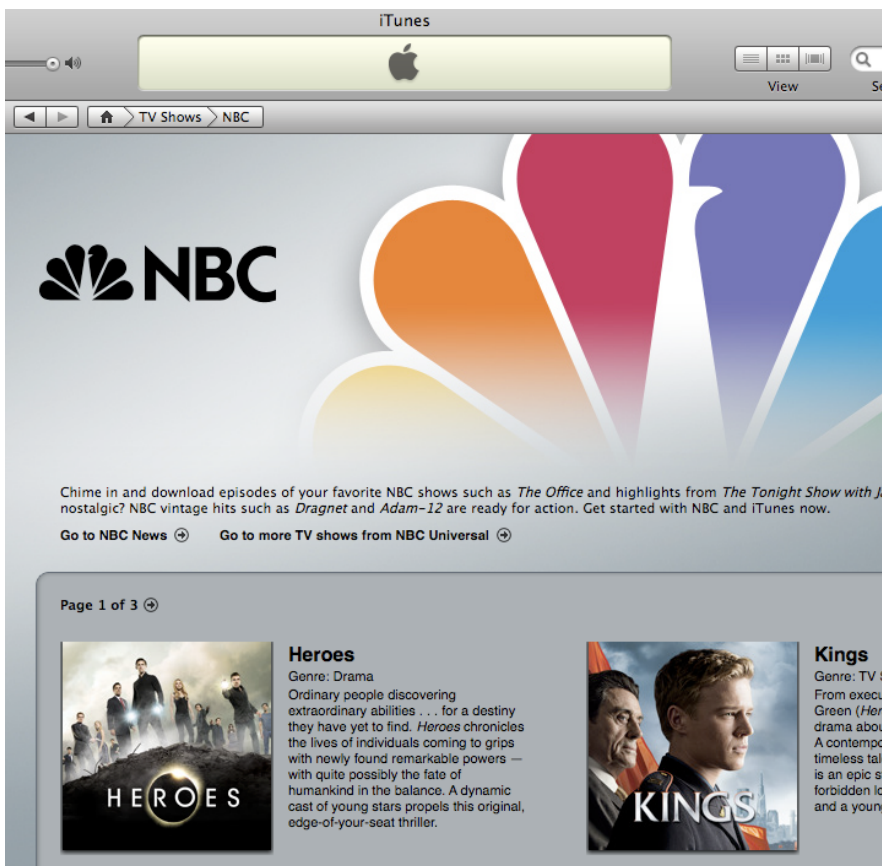 iTunes
View
TV Shows
NBC
NBC
Chime in and download episodes of your favorite NBC shows such as The Office and highlights from The Tonight Show with
nostalgic? NBC vintage hits such as Dragnet and Adam-12 are ready for action. Get started with NBC and iTunes now.
Go to NBC News
Go to more TV shows from NBC Universal
Page 1 of 3
Heroes
Genre: Drama
Ordinary people discovering
extraordinary abilities . . . for a destiny
they have yet to find. Heroes chronicles
the lives of individuals coming to grips
with newly found remarkable powers —
with quite possibly the fate of
humankind in the balance. A dynamic
cast of young stars propels this original,
edge-of-your-seat thriller.
HEROES
KINGS
Kings
Genre: TV
From
Green
drama
A
timeless
is an epic
forbidden
and a